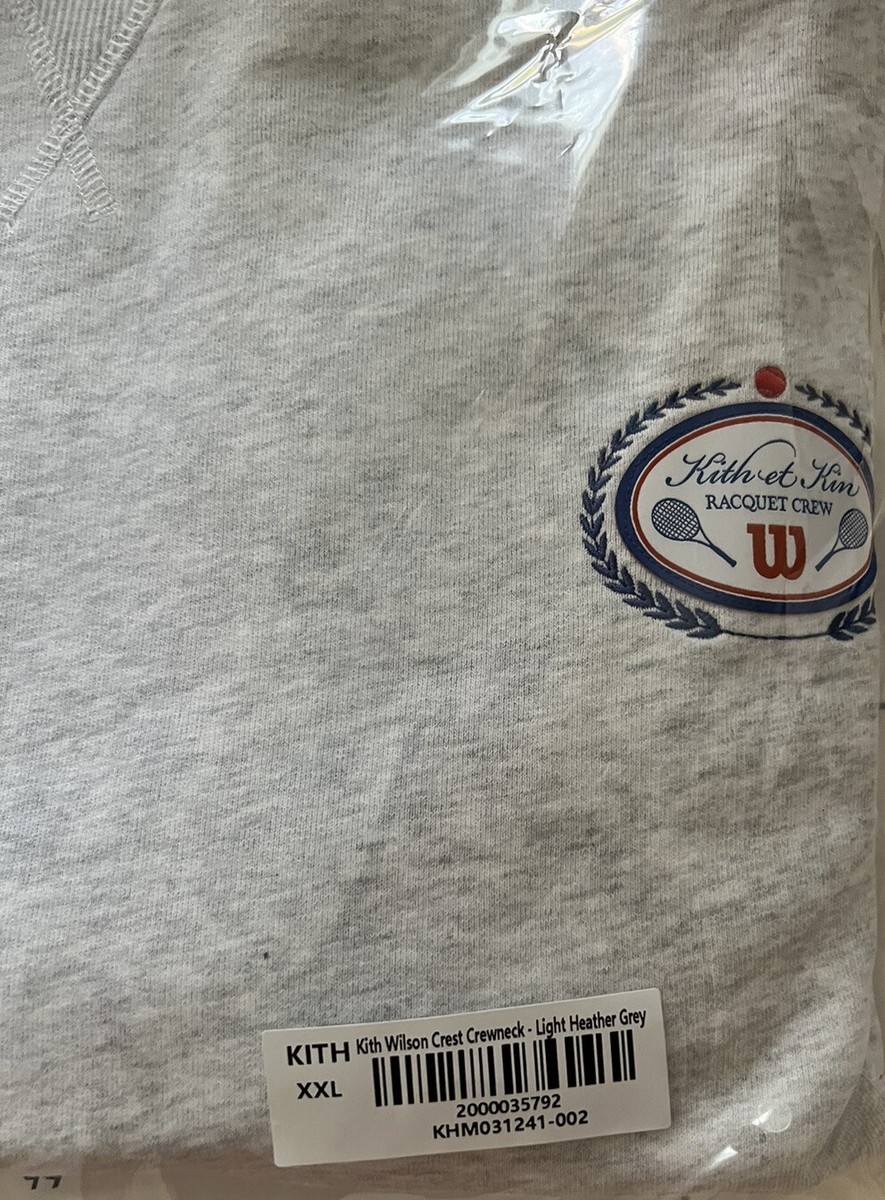 Kith et Kin
RACQUET CREW
W
KITH Kith Wilson Crest Crewneck - Light Heather Grey
XXL
2000035792
KHM031241-002